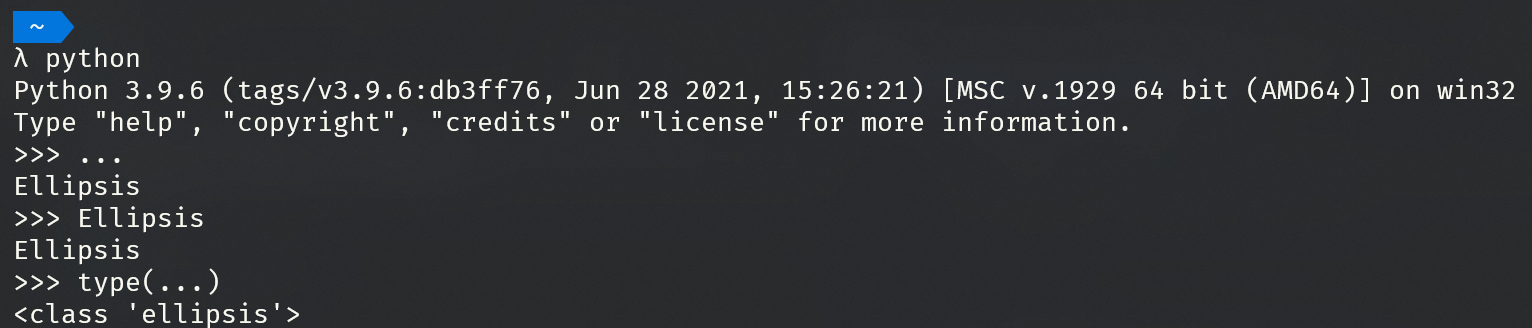 ~
λ python
Python 3.9.6 (tags/v3.9.6:db3ff76, Jun 28 2021, 15:26:21) [MSC v.1929 64 bit (AMD64)] on win32
Type "help", "copyright", "credits" or "license" for more information.
>>> ...
Ellipsis
>>> Ellipsis
Ellipsis
>>> type(...)
<class 'ellipsis'>